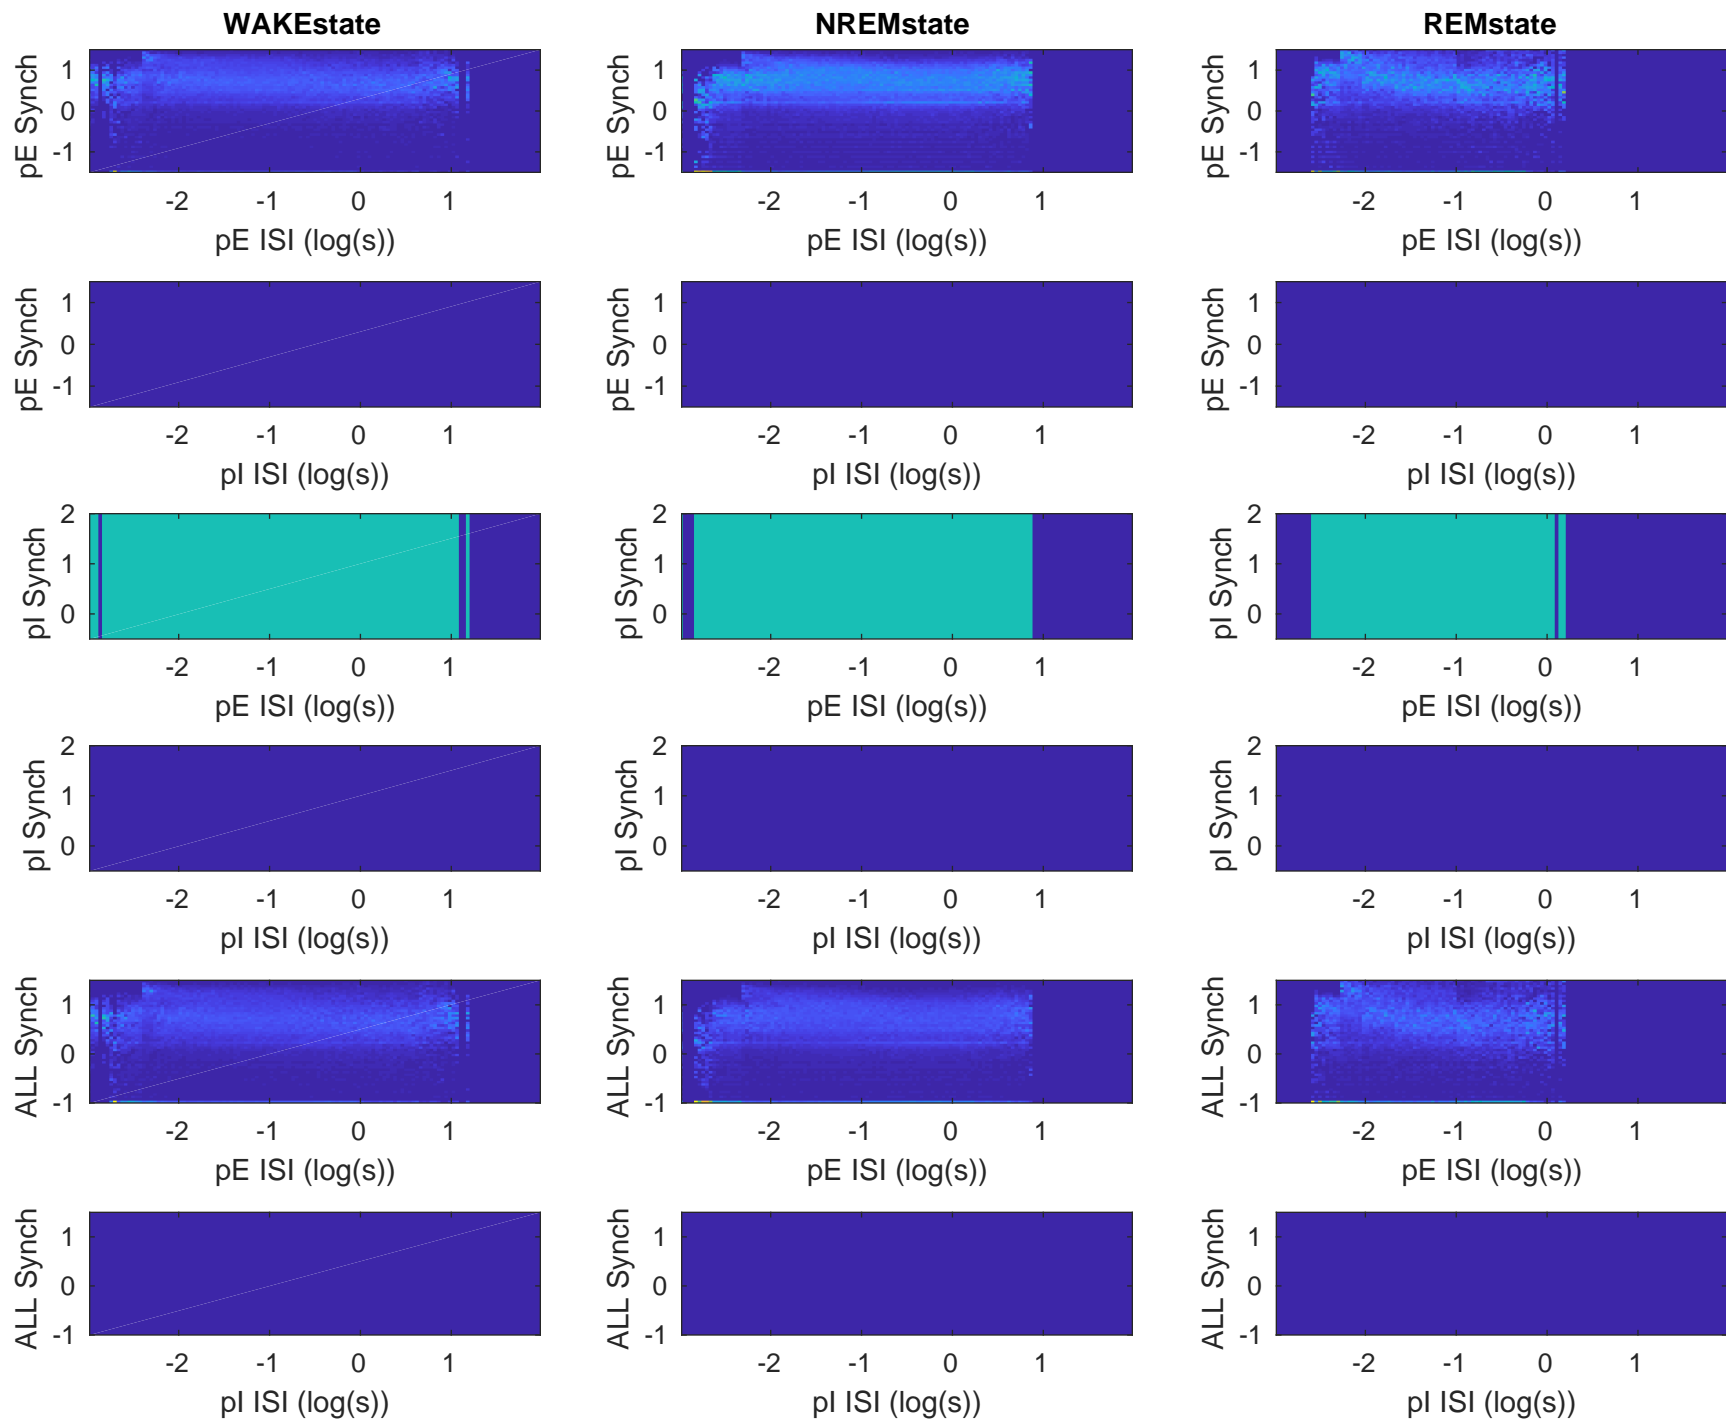 WAKEstate NREMstate REMstate
pE Synch 1 0 -1 pE Synch 1 0 -1 pE Synch 1 0 -1
-2 -1 0 1 -2 -1 0 1 -2 -1 0 1
pE ISI (log(s)) pE ISI (log(s)) pE ISI (log(s))
pE Synch 1 0 -1 pE Synch 1 0 -1 pE Synch 1 0 -1
-2 -1 0 1 -2 -1 0 1 -2 -1 0 1
pI ISI (log(s)) pI ISI (log(s)) pI ISI (log(s))
pI Synch 2 1 0 pI Synch 2 1 0 pI Synch 2 1 0
-2 -1 0 1 -2 -1 0 1 -2 -1 0 1
pE ISI (log(s)) pE ISI (log(s)) pE ISI (log(s))
pI Synch 2 1 0 pI Synch 2 1 0 pI Synch 2 1 0
-2 -1 0 1 -2 -1 0 1 -2 -1 0 1
pI ISI (log(s)) pI ISI (log(s)) pI ISI (log(s))
ALL Synch 1 0 -1 ALL Synch 1 0 -1 ALL Synch 1 0 -1
-2 -1 0 1 -2 -1 0 1 -2 -1 0 1
pE ISI (log(s)) pE ISI (log(s)) pE ISI (log(s))
ALL Synch 1 0 -1 ALL Synch 1 0 -1 ALL Synch 1 0 -1
-2 -1 0 1 -2 -1 0 1 -2 -1 0 1
pI ISI (log(s)) pI ISI (log(s)) pI ISI (log(s))